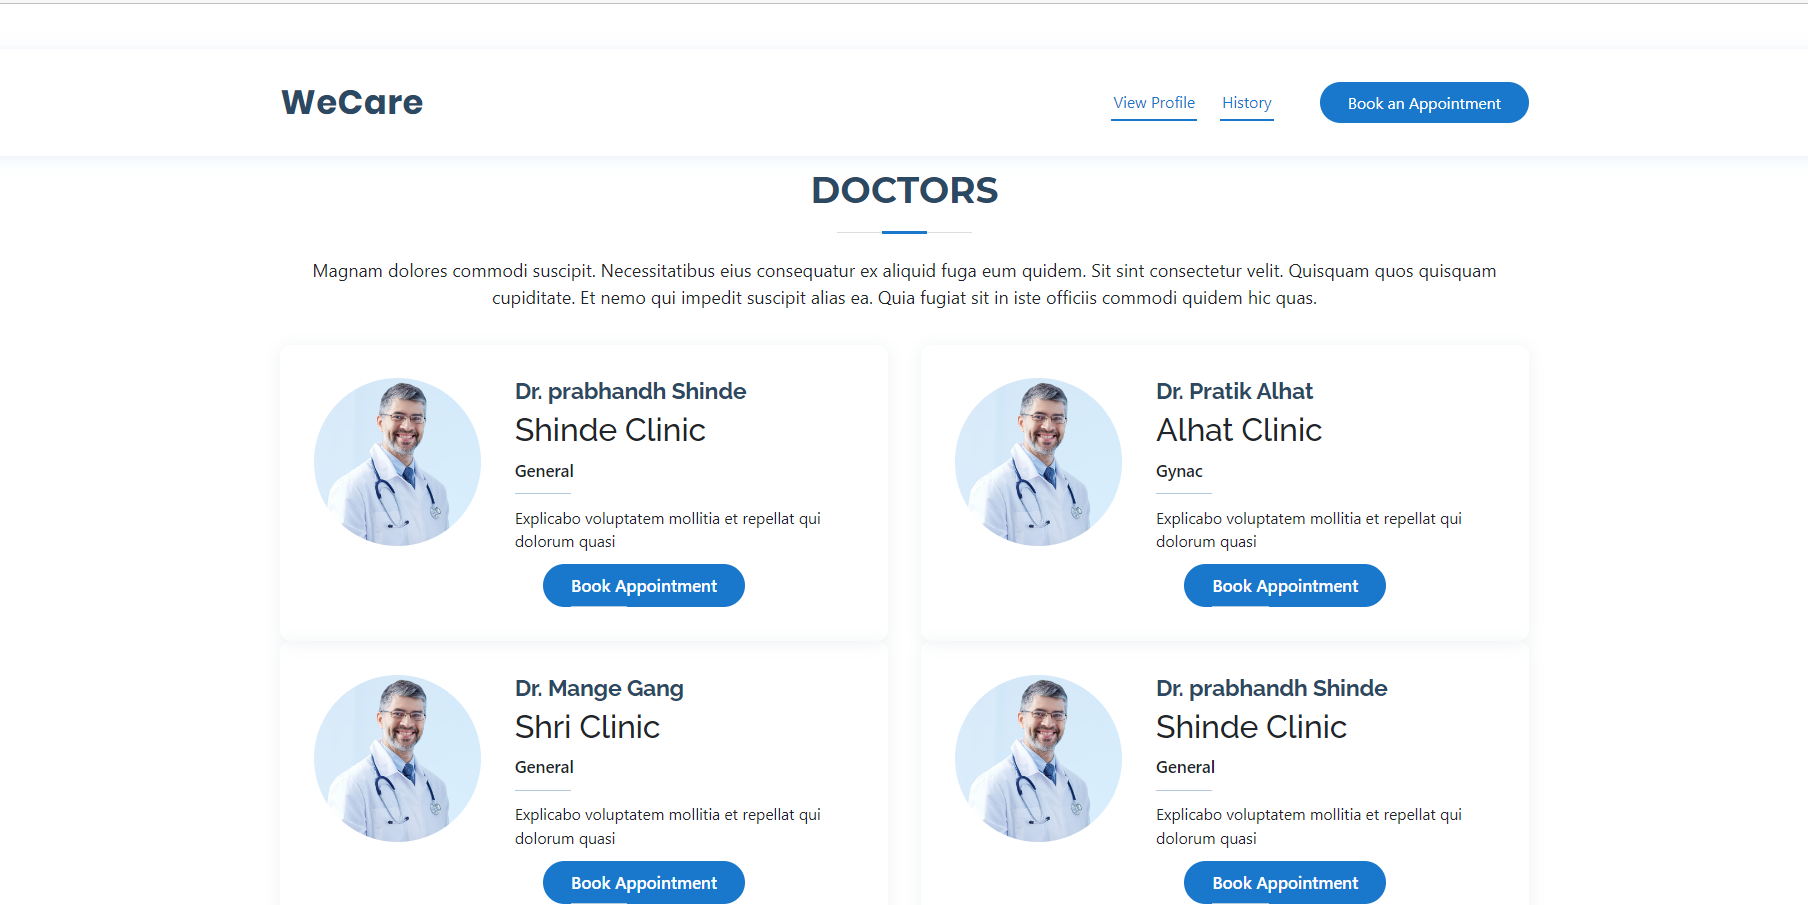 WeCare
View Profile
History
Book an Appointment
DOCTORS
Magnam dolores commodi suscipit. Necessitatibus eius consequatur ex aliquid fuga eum quidem. Sit sint consectetur velit. Quisquam quos quisquam
cupiditate. Et nemo qui impedit suscipit alias ea. Quia fugiat sit in iste officiis commodi quidem hic quas.
Dr. prabhandh Shinde
Shinde Clinic
General
Explicabo voluptatem mollitia et repellat qui
dolorum quasi
Book Appointment
Dr. Pratik Alhat
Alhat Clinic
Gynac
Explicabo voluptatem mollitia et repellat qui
dolorum quasi
Book Appointment
Dr. Mange Gang
Shri Clinic
General
Explicabo voluptatem mollitia et repellat qui
dolorum quasi
Book Appointment
Dr. prabhandh Shinde
Shinde Clinic
General
Explicabo voluptatem mollitia et repellat qui
dolorum quasi
Book Appointment